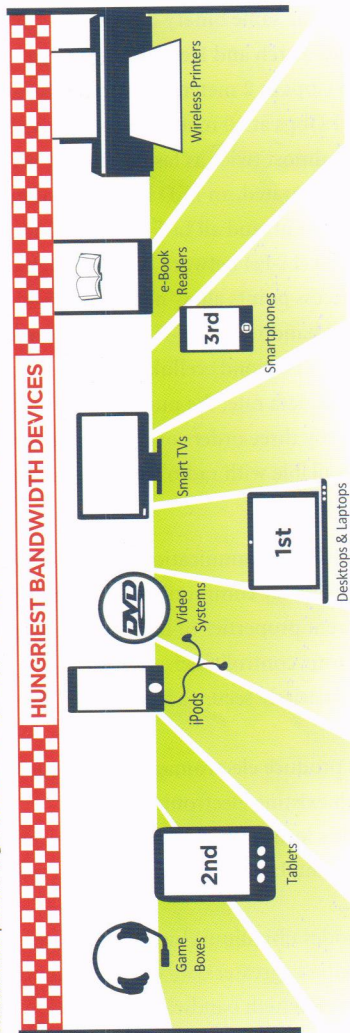 HUNGRIEST BANDWIDTH DEVICES
Game
Boxes
2nd
Tablets
iPods
DVD
Video
Systems
1st
Desktops & Laptops
Smart TVs
3rd
Smartphones
e-Book
Readers
Wireless Printers